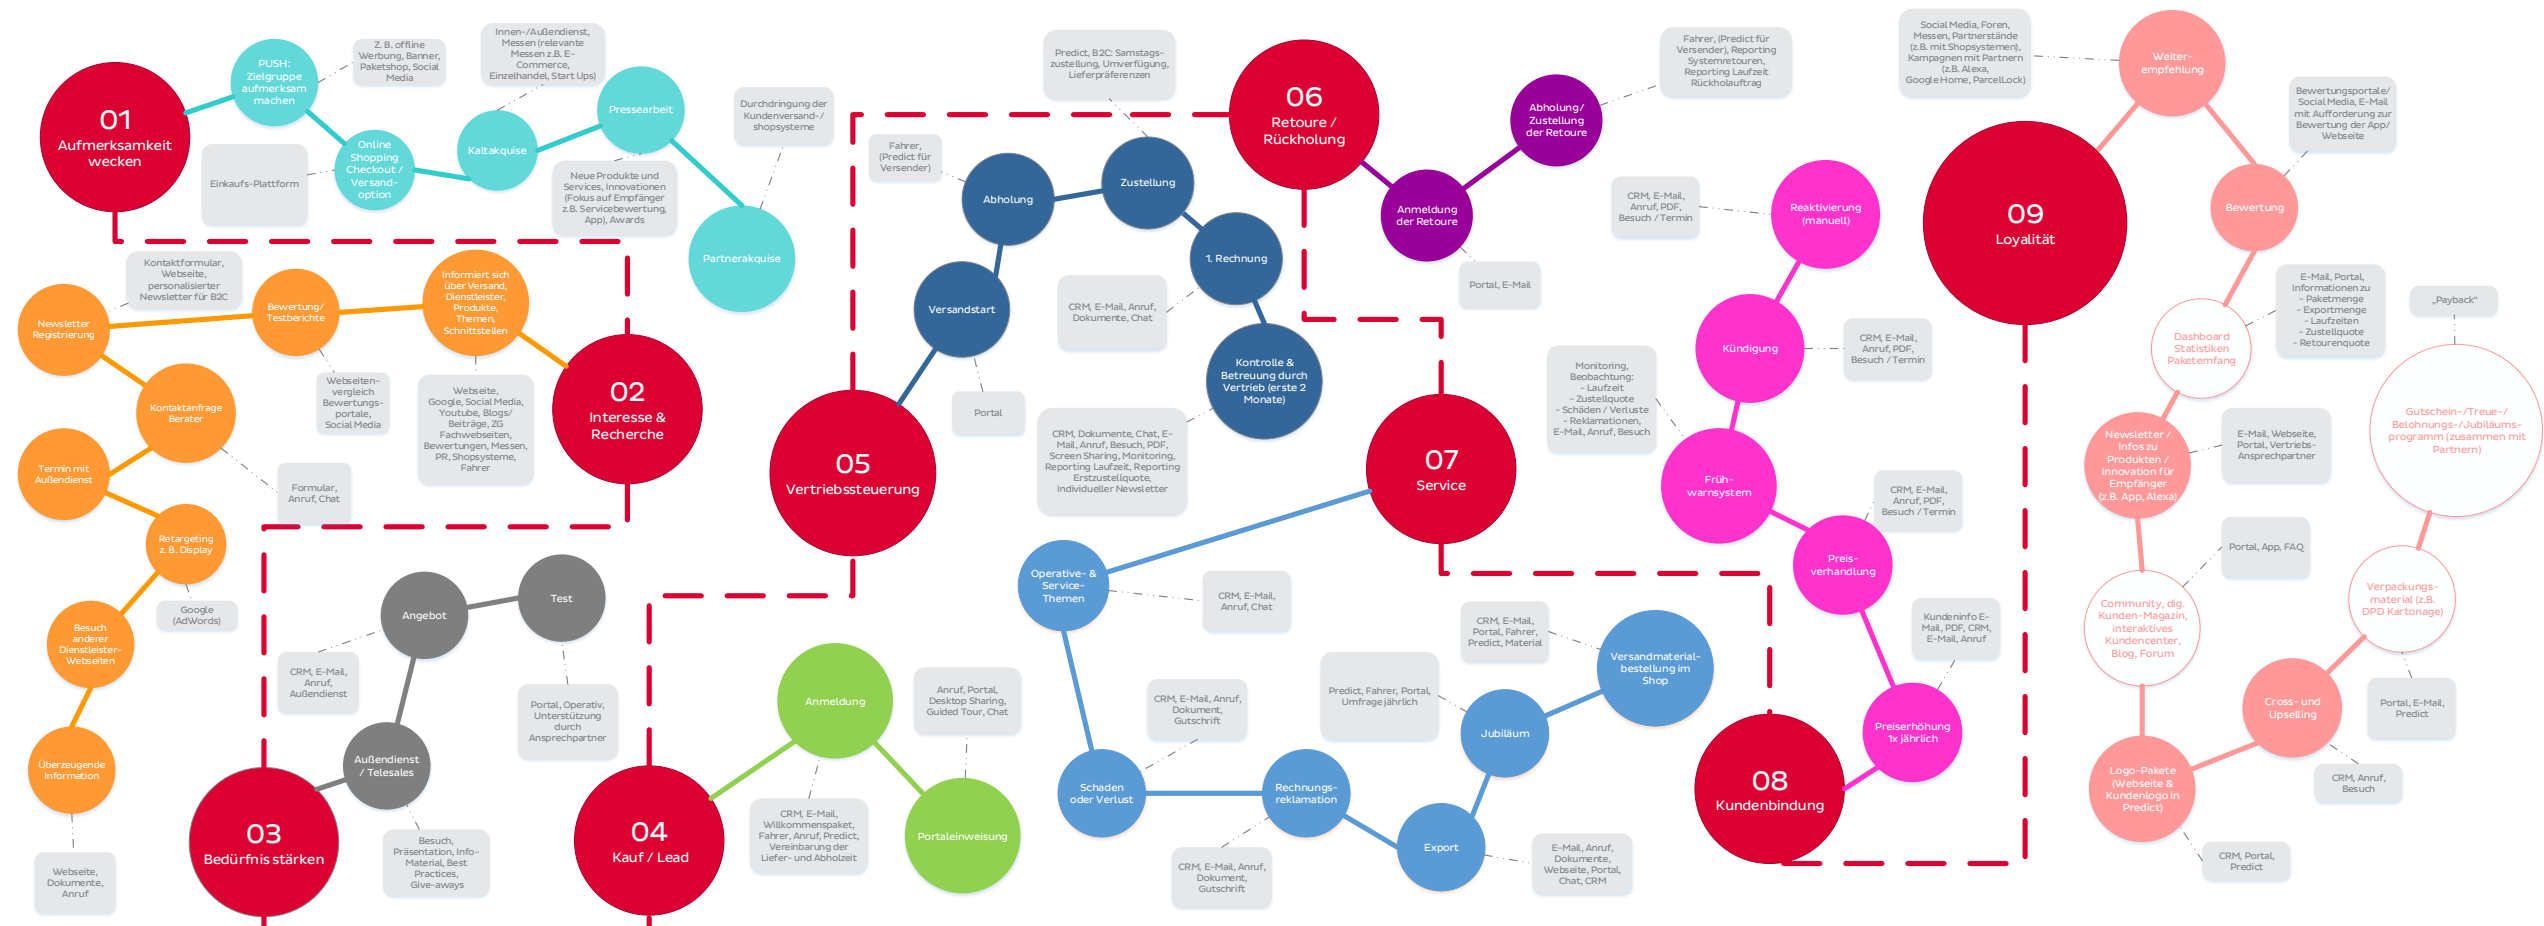 01
Aufmerksamkeit
wecken
PUSH:
Zielgruppe
aufmerksam
machen
Z. B. offline
Werbung, Banner,
Paketshop, Social
Media
Online
Shopping
Checkout /
Versand-
option
Einkaufs-Plattform
Kaltakquise
Innen-/Außendienst,
Messen (relevante
Messen z.B. E-
Commerce,
Einzelhandel, Start Ups)
Pressearbeit
Neue Produkte und
Services, Innovationen
(Fokus auf Empfänger
z.B. Servicebewertung,
App), Awards
Partnerakquise
Durchdringung der
Kundenversand-/
shopsysteme
02
Interesse &
Recherche
Informiert sich
über Versand,
Dienstleister,
Produkte,
Themen,
Schnittstellen
Webseite,
Google, Social Media,
Youtube, Blogs/
Beiträge, ZG
Fachwebseiten,
Bewertungen, Messen,
PR, Shopsysteme,
Fahrer
Bewertung/
Testberichte
Webseiten-
vergleich
Bewertungs-
portale,
Social Media
Newsletter
Registrierung
Kontaktformular,
Webseite,
personalisierter
Newsletter für B2C
Kontaktanfrage
Berater
Formular,
Anruf, Chat
Termin mit
Außendienst
Retargeting
z. B. Display
Google
(AdWords)
Besuch
anderer
Dienstleister-
Webseiten
Überzeugende
Information
Webseite,
Dokumente,
Anruf
03
Bedürfnis stärken
Außendienst
/ Telesales
Besuch,
Präsentation, Info-
Material, Best
Practices,
Give-aways
Angebot
CRM, E-Mail,
Anruf,
Außendienst
Test
Portal, Operativ,
Unterstützung
durch
Ansprechpartner
04
Kauf / Lead
Anmeldung
CRM, E-Mail,
Willkommenspaket,
Fahrer, Anruf, Predict,
Vereinbarung der
Liefer- und Abholzeit
Portaleinweisung
Anruf, Portal,
Desktop Sharing,
Guided Tour, Chat
05
Vertriebssteuerung
Versandstart
Portal
Abholung
Fahrer,
(Predict für
Versender)
Zustellung
Predict, B2C: Samstags-
zustellung, Umverfügung,
Lieferpräferenzen
1. Rechnung
CRM, E-Mail, Anruf,
Dokumente, Chat
Kontrolle &
Betreuung durch
Vertrieb (erste 2
Monate)
CRM, Dokumente, Chat, E-
Mail, Anruf, Besuch, PDF,
Screen Sharing, Monitoring,
Reporting Laufzeit, Reporting
Erstzustellquote,
Individueller Newsletter
06
Retoure /
Rückholung
Anmeldung
der Retoure
Portal, E-Mail
Abholung/
Zustellung
der Retoure
Fahrer, (Predict für
Versender), Reporting
Systemretouren,
Reporting Laufzeit
Rückholauftrag
07
Service
Operative- &
Service-
Themen
CRM, E-Mail,
Anruf, Chat
Schaden
oder Verlust
CRM, E-Mail, Anruf,
Dokument,
Gutschrift
Rechnungs-
reklamation
CRM, E-Mail, Anruf,
Dokument,
Gutschrift
Export
E-Mail, Anruf,
Dokumente,
Webseite, Portal,
Chat, CRM
Jubiläum
Predict, Fahrer, Portal,
Umfrage jährlich
Versandmaterial-
bestellung im
Shop
CRM, E-Mail,
Portal, Fahrer,
Predict, Material
08
Kundenbindung
Preiserhöhung
1x jährlich
Kundeninfo E-
Mail, PDF, CRM,
E-Mail, Anruf
Preis-
verhandlung
CRM, E-Mail,
Anruf, PDF,
Besuch / Termin
Früh-
warnsystem
Monitoring,
Beobachtung:
- Laufzeit
- Zustellquote
- Schäden / Verluste
- Reklamationen,
E-Mail, Anruf, Besuch
Kündigung
CRM, E-Mail,
Anruf, PDF,
Besuch / Termin
Reaktivierung
(manuell)
CRM, E-Mail,
Anruf, PDF,
Besuch / Termin
09
Loyalität
Weiter-
empfehlung
Social Media, Foren,
Messen, Partnerstände
(z.B. mit Shopsystemen),
Kampagnen mit Partnern
(z.B. Alexa,
Google Home, ParcelLock)
Bewertung
Bewertungsportale/
Social Media, E-Mail
mit Aufforderung zur
Bewertung der App/
Webseite
Dashboard
Statistiken
Paketemfang
E-Mail, Portal,
Informationen zu
- Paketmenge
- Exportmenge
- Laufzeiten
- Zustellquote
- Retourenquote
Newsletter /
Infos zu
Produkten /
Innovation für
Empfänger
(z.B. App, Alexa)
E-Mail, Webseite,
Portal, Vertriebs-
Ansprechpartner
Community, dig.
Kunden-Magazin,
interaktives
Kundencenter,
Blog, Forum
Portal, App, FAQ
Logo-Pakete
(Webseite &
Kundenlogo in
Predict)
CRM, Portal,
Predict
Cross- und
Upselling
CRM, Anruf,
Besuch
Verpackungs-
material (z.B.
DPD Kartonage)
Portal, E-Mail,
Predict
Gutschein-/Treue-/
Belohnungs-/Jubiläums-
programm (zusammen mit
Partnern)
„Payback“